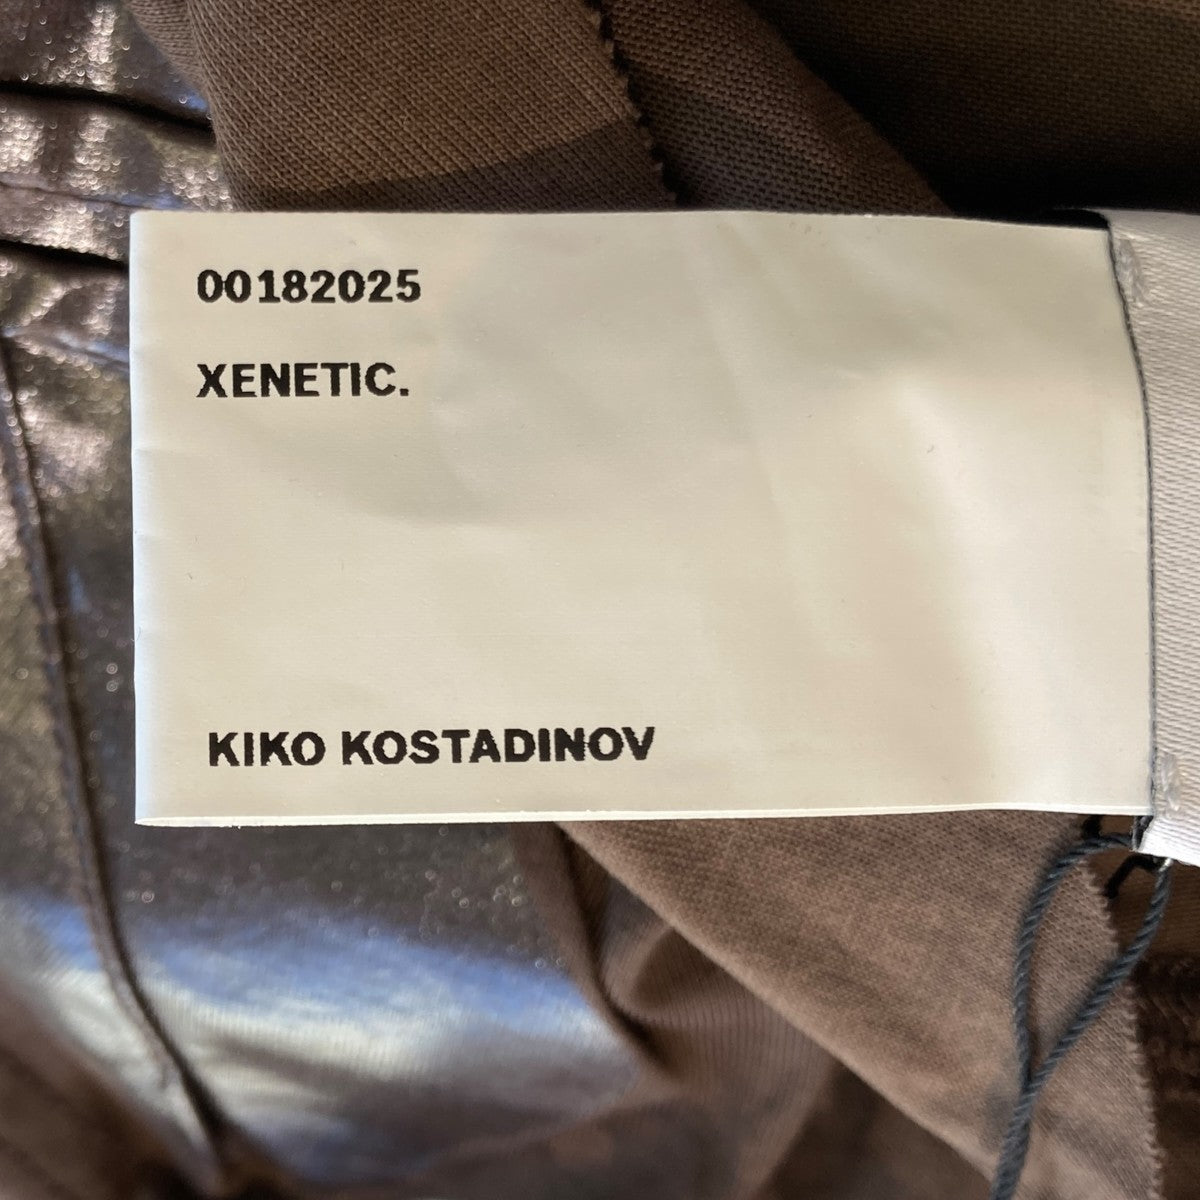 00182025
XENETIC.
KIKO KOSTADINOV